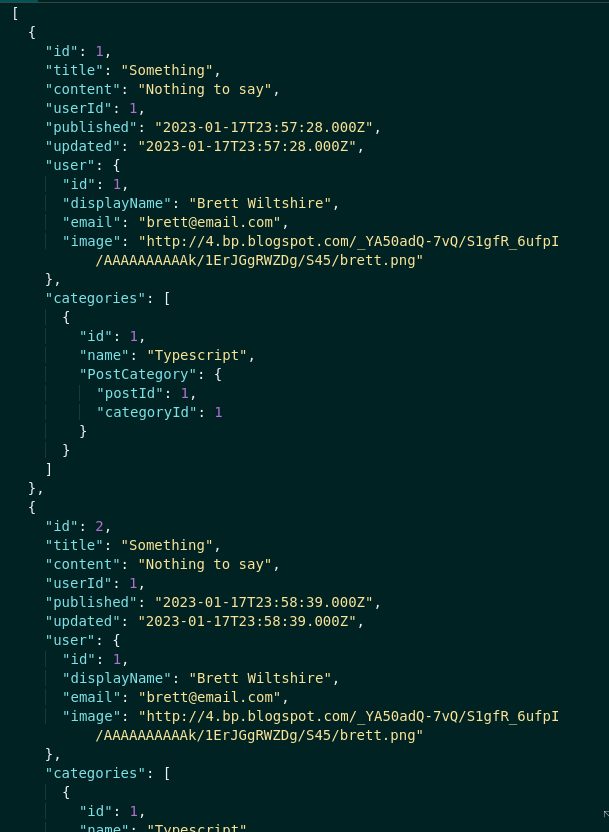 [
{
"id": 1,
"title": "Something",
"content": "Nothing to say",
"userId": 1,
"published": "2023-01-17T23:57:28.000Z",
"updated": "2023-01-17T23:57:28.000Z",
"user": {
"id": 1,
"displayName": "Brett Wiltshire",
"email": "brett@email.com",
"image": "http://4.bp.blogspot.com/_YA50adQ-7vQ/S1gfR_6ufpI
/AAAAAAAAAAk/1ErJGgRWZDg/S45/brett.png"
},
"categories": [
{
"id": 1,
"name": "Typescript",
"PostCategory": {
"postId": 1,
"categoryId": 1
}
}
]
},
{
"id": 2,
"title": "Something",
"content": "Nothing to say",
"userId": 1,
"published": "2023-01-17T23:58:39.000Z",
"updated": "2023-01-17T23:58:39.000Z",
"user": {
"id": 1,
"displayName": "Brett Wiltshire",
"email": "brett@email.com",
"image": "http://4.bp.blogspot.com/_YA50adQ-7vQ/S1gfR_6ufpI
/AAAAAAAAAAk/1ErJGgRWZDg/S45/brett.png"
},
"categories": [
{
"id": 1,
"name": "Typescript",